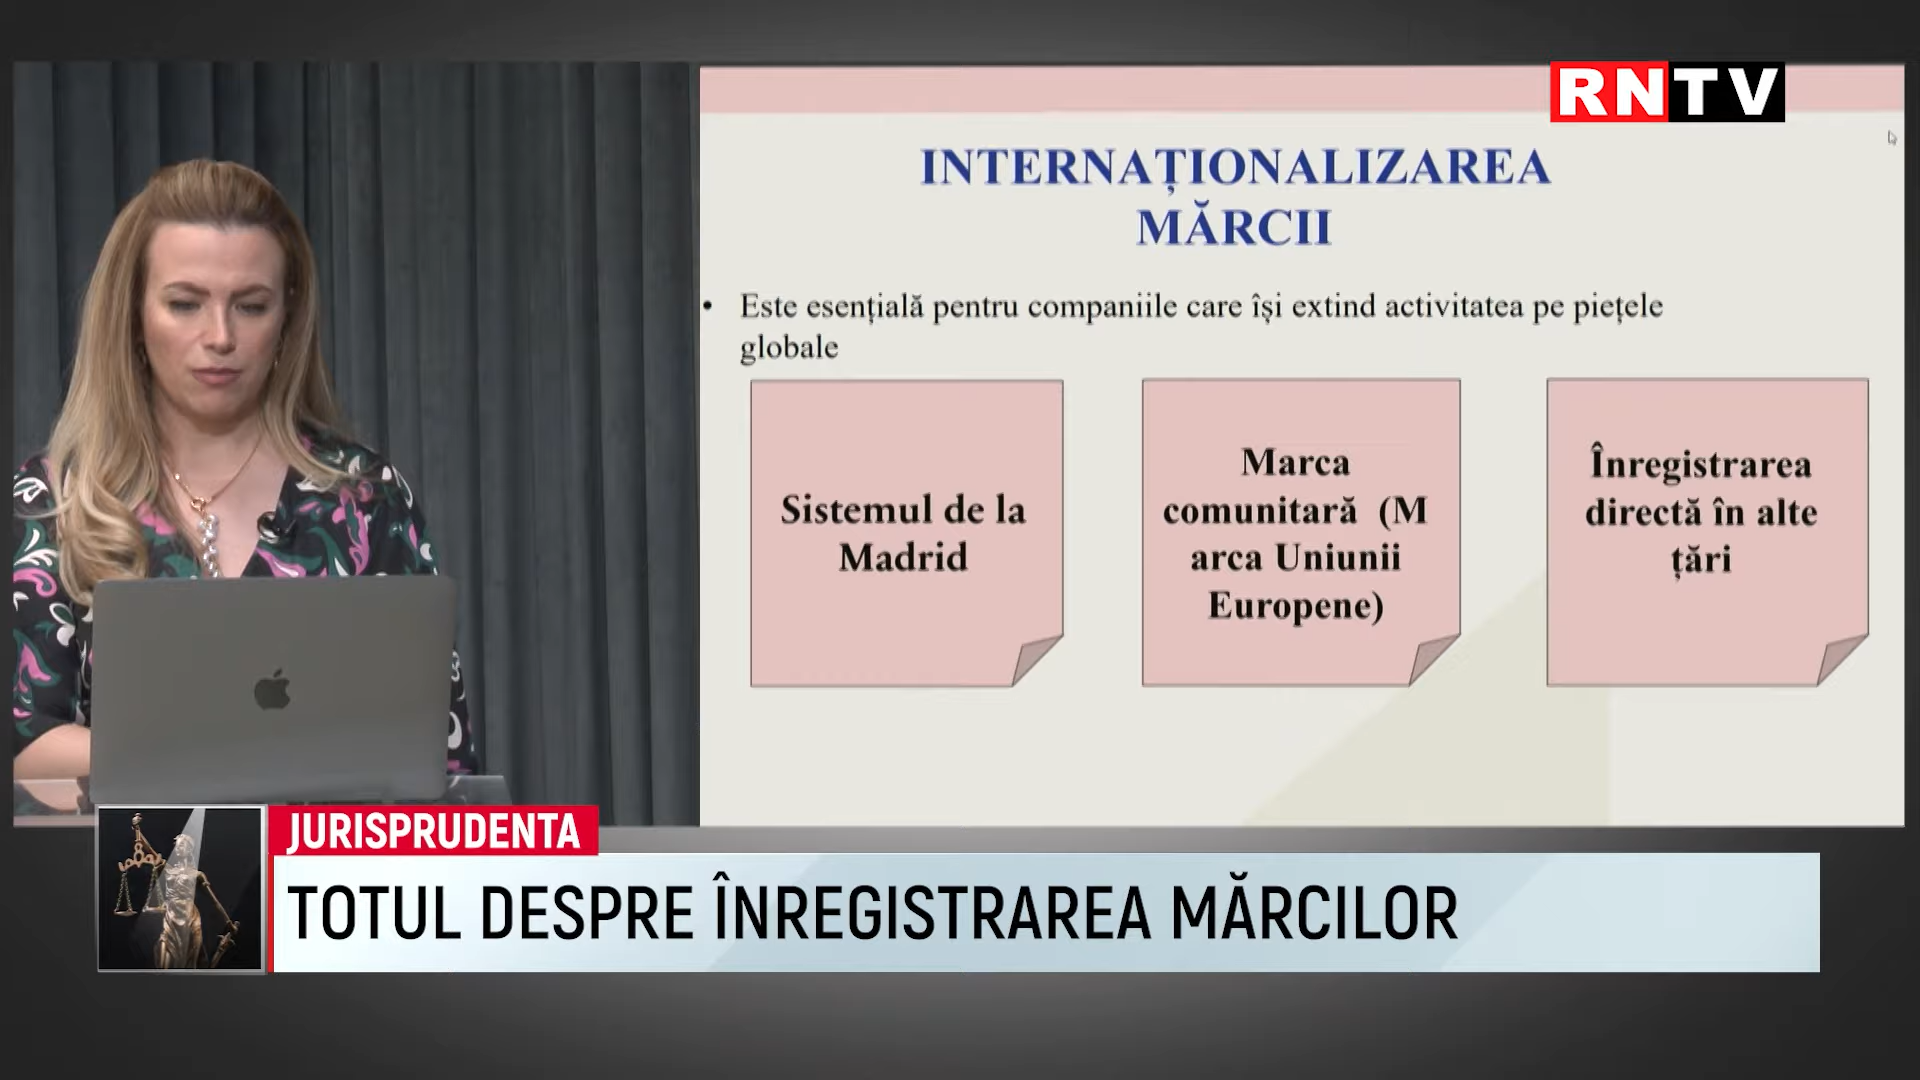 RNTV
INTERNAȚIONALIZAREA
MĂRCII
• Este esențială pentru companiile care își extind activitatea pe piețele
globale
Sistemul de la
Madrid
Marca
comunitară (M
arca Uniunii
Europene)
Înregistrarea
directă în alte
țări
JURISPRUDENTA
TOTUL DESPRE ÎNREGISTRAREA MĂRCILOR